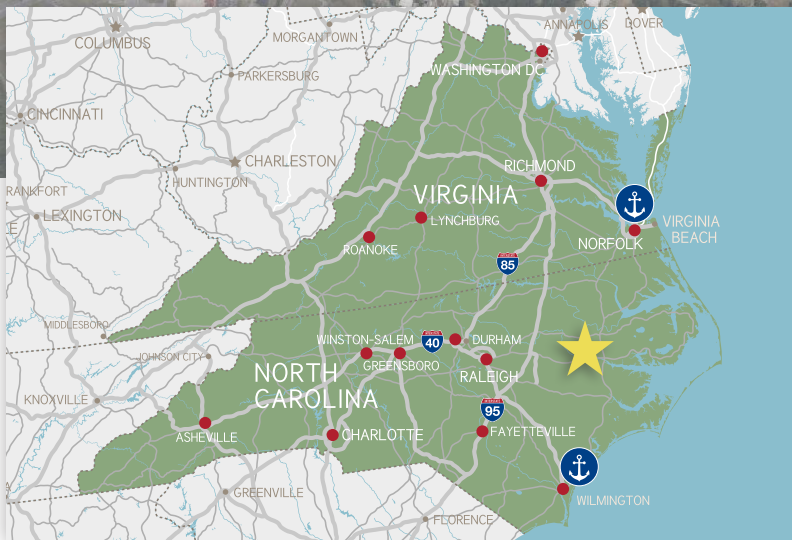 ANNAPOLIS
DOVER
COLUMBUS
MORGANTOWN
WASHINGTON DC
PARKERSBURG
CINCINNATI
CHARLESTON
RICHMOND
HUNTINGTON
RANKFORT
VIRGINIA
LEXINGTON
LYNCHBURG
VIRGINIA
BEACH
NORFOLK
ROANOKE
85
MIDDLESBORO
WINSTON-SALEM
40
DURHAM
JOHNSON CITY
GREENSBORO
RALEIGH
NORTH
CAROLINA
KNOXVILLE
95
ASHEVILLE
CHARLOTTE
FAYETTEVILLE
GREENVILLE
WILMINGTON
FLORENCE